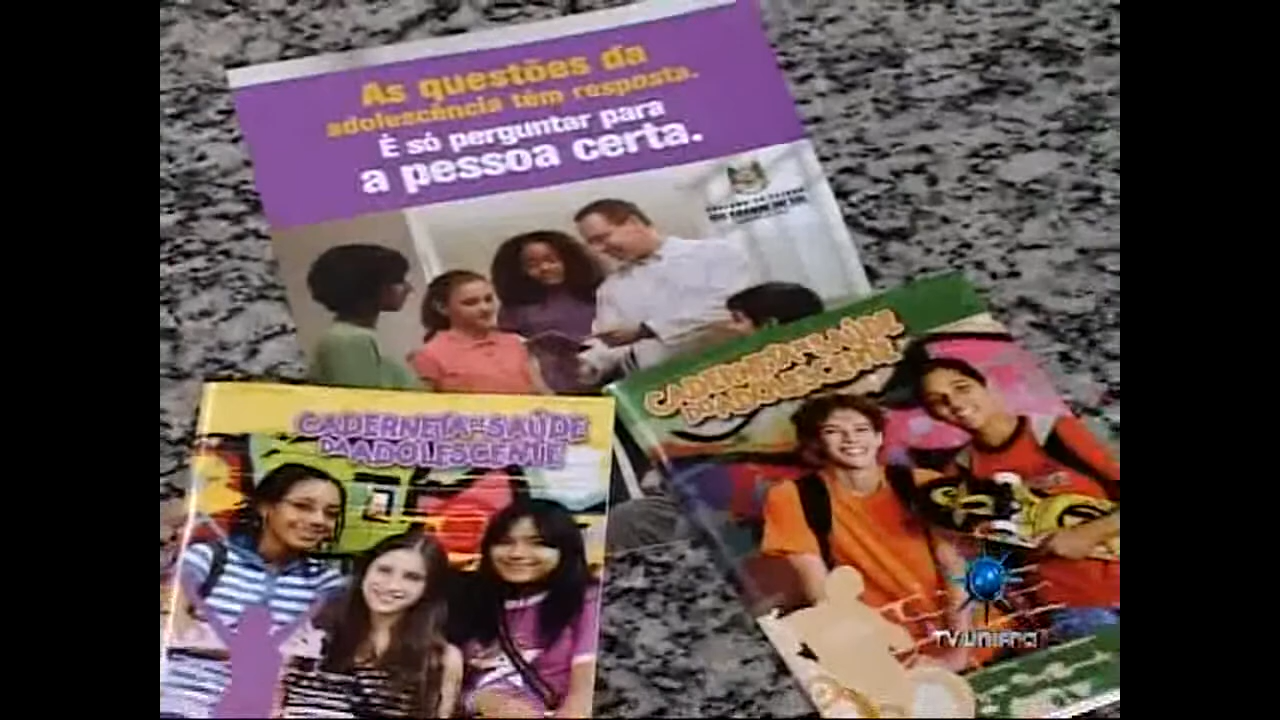 As questões da
adolescência têm resposta.
É só perguntar para
a pessoa certa.
CADERNETA DE SAÚDE
DO ADOLESCENTE
CADERNETA DE SAÚDE
DA ADOLESCENTE
TV UNIFRA